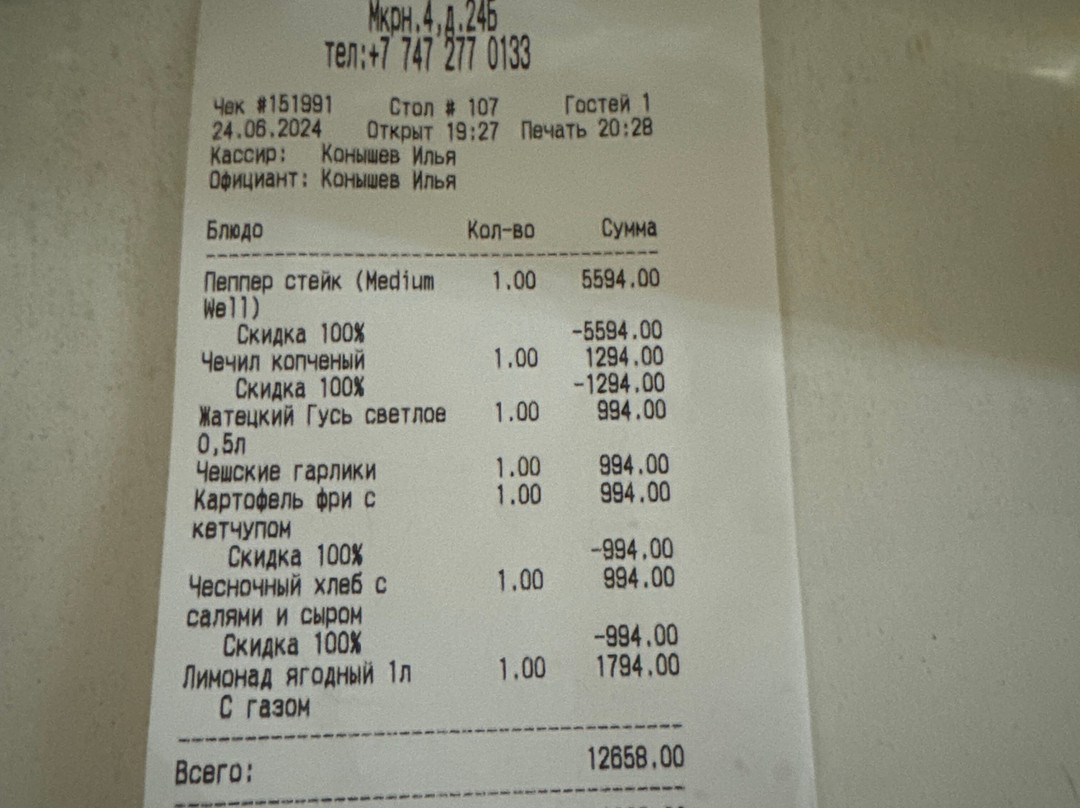 Мкрн.4,д.24Б
тел:+7 747 277 0133
Чек #151991 Стол # 107 Гостей 1
24.06.2024 Открыт 19:27 Печать 20:28
Кассир: Конышев Илья
Официант: Конышев Илья
Блюдо Кол-во Сумма
Пеппер стейк (Medium 1.00 5594.00
Well)
Скидка 100% -5594.00
Чечил копченый 1.00 1294.00
Скидка 100% -1294.00
Жатецкий Гусь светлое 1.00 994.00
0,5л
Чешские гарлики 1.00 994.00
Картофель фри с 1.00 994.00
кетчупом
Скидка 100% -994.00
Чесночный хлеб с 1.00 994.00
салями и сыром
Скидка 100% -994.00
Лимонад ягодный 1л 1.00 1794.00
С газом
Всего: 12658.00